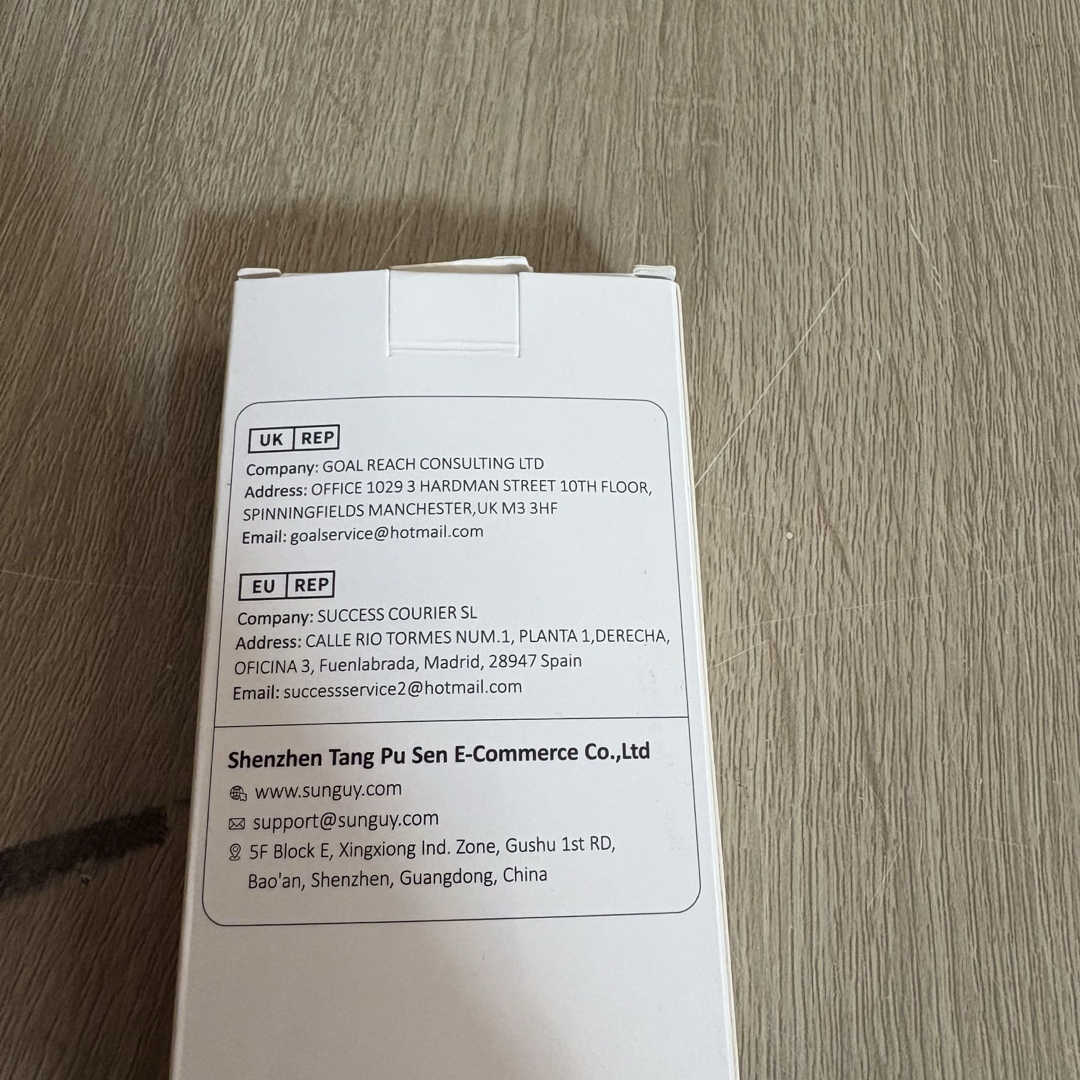 UK REP
Company: GOAL REACH CONSULTING LTD
Address: OFFICE 1029 3 HARDMAN STREET 10TH FLOOR,
SPINNINGFIELDS MANCHESTER,UK M3 3HF
Email: goalservice@hotmail.com
EU REP
Company: SUCCESS COURIER SL
Address: CALLE RIO TORMES NUM.1, PLANTA 1,DERECHA,
OFICINA 3, Fuenlabrada, Madrid, 28947 Spain
Email: successservice2@hotmail.com
Shenzhen Tang Pu Sen E-Commerce Co.,Ltd
www.sunguy.com
support@sunguy.com
5F Block E, Xingxiong Ind. Zone, Gushu 1st RD,
Bao'an, Shenzhen, Guangdong, China